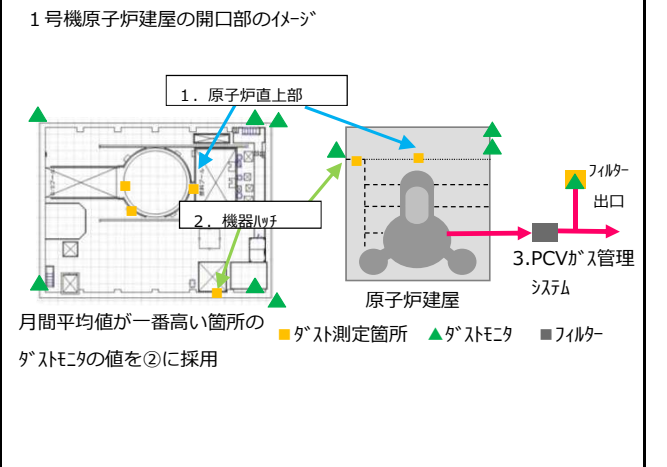 １号機原子炉建屋の開口部のｲﾒｰｼﾞ
１．原子炉直上部
２．機器ﾊｯﾁ
ﾌｨﾙﾀｰ
出口
3.PCVｶﾞｽ管理
ｼｽﾃﾑ
原子炉建屋
月間平均値が一番高い箇所の
ﾀﾞｽﾄﾓﾆﾀの値を②に採用
ﾀﾞｽﾄ測定箇所
ﾀﾞｽﾄﾓﾆﾀ
ﾌｨﾙﾀｰ